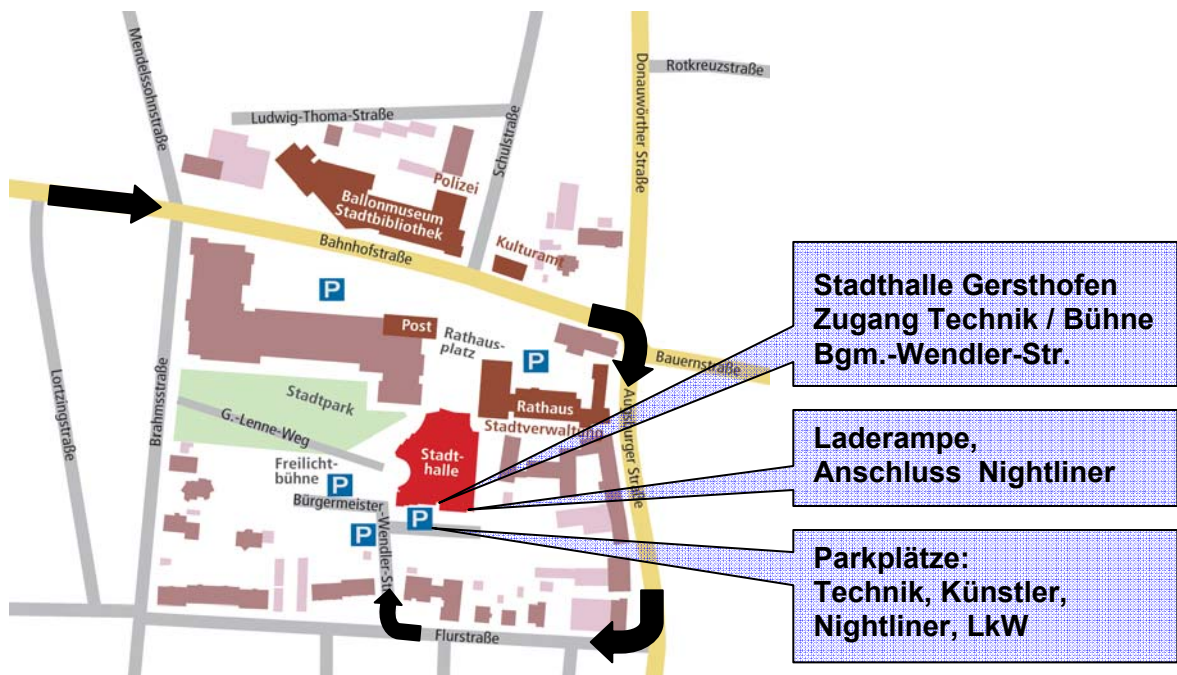 Mendelssohnstraße
Ludwig-Thoma-Straße
Schulstraße
Donauwörther Straße
Rotkreuzstraße
Polizei
Ballonmuseum
Stadtbibliothek
Bahnhofstraße
Kulturamt
P
Post
Rathaus-
platz
P
Bauernstraße
Lortzingstraße
Brahmsstraße
Stadtpark
G.-Lenne-Weg
Rathaus
Stadtverwaltung
Augsburger Straße
Stadt-
halle
Freilicht-
bühne
P
Bürgermeister
-Wendler-Str.
P
P
Flurstraße
Stadthalle Gersthofen
Zugang Technik / Bühne
Bgm.-Wendler-Str.
Laderampe,
Anschluss Nightliner
Parkplätze:
Technik, Künstler,
Nightliner, LkW